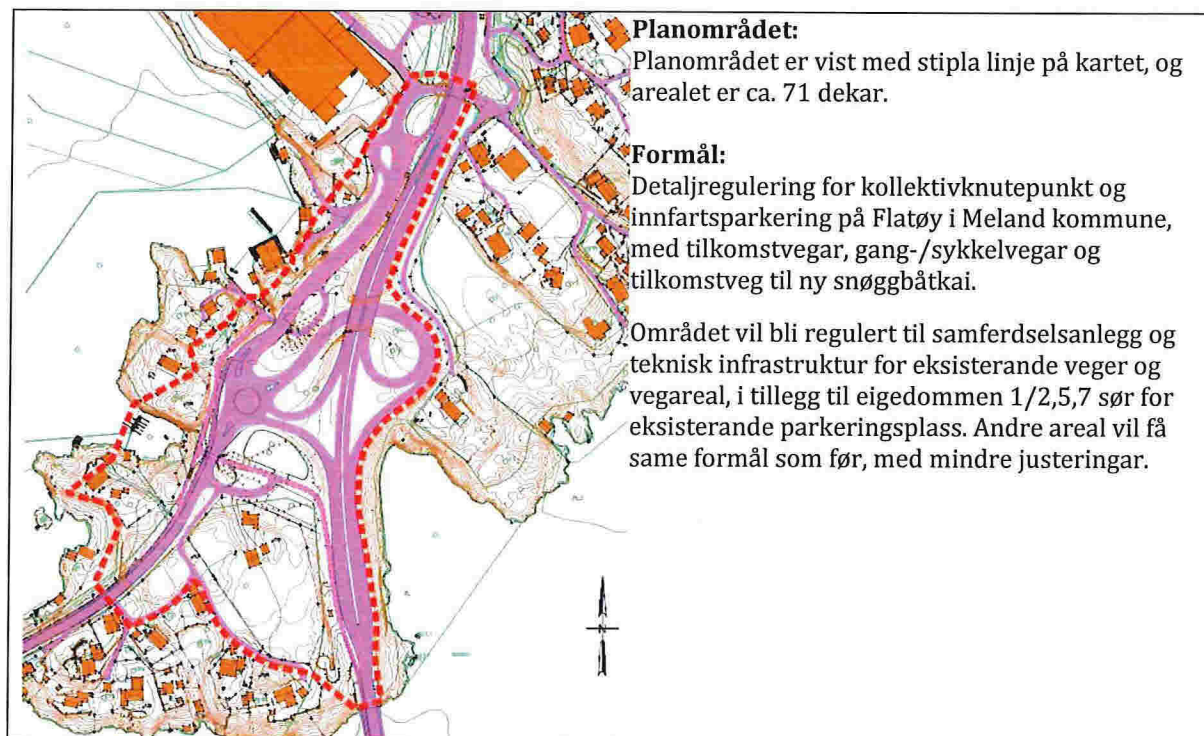 Planområdet:
Planområdet er vist med stipla linje på kartet, og
arealet er ca. 71 dekar.
Formål:
Detaljregulering for kollektivknutepunkt og
innfartsparkering på Flatøy i Meland kommune,
med tilkomstvegar, gang-/sykkelvegar og
tilkomstveg til ny snøggbåtkai.
Området vil bli regulert til samferdselsanlegg og
teknisk infrastruktur for eksisterande veger og
vegareal, i tillegg til eigedommen 1/2,5,7 sør for
eksisterande parkeringsplass. Andre areal vil få
same formål som før, med mindre justeringar.
N